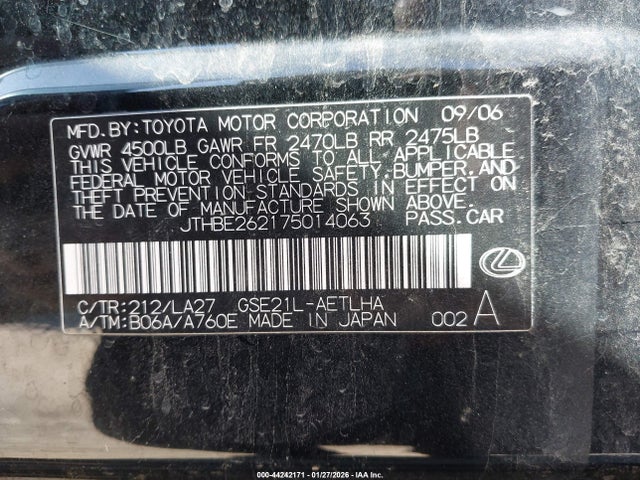 MFD. BY: TOYOTA MOTOR CORPORATION 09/06
GVWR 4500LB GAWR FR 2470LB RR 2475LB
THIS VEHICLE CONFORMS TO ALL APPLICABLE
FEDERAL MOTOR VEHICLE SAFETY, BUMPER, AND
THEFT PREVENTION STANDARDS IN EFFECT ON
THE DATE OF MANUFACTURE SHOWN ABOVE.
JTHBE262175014063 PASS. CAR
C/TR: 212/LA27 GSE21L-AETLHA
A/TM: B06A/A760E MADE IN JAPAN 002 A
000-44242171 - 01/27/2026 - IAA Inc.